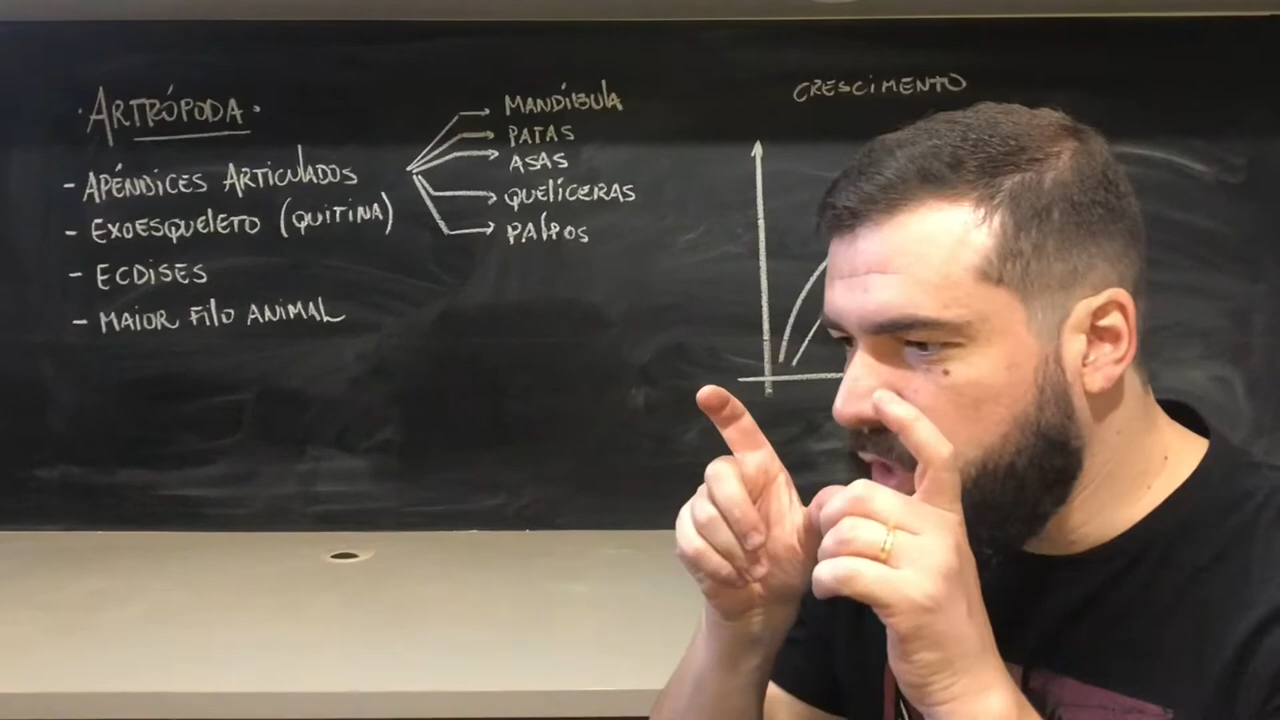 · ARTRÓPODA ·
- APÊNDICES ARTICULADOS
- EXOESQUELETO (QUITINA)
- ECDISES
- MAIOR FILO ANIMAL
MANDÍBULA
PATAS
ASAS
QUELÍCERAS
PALPOS
CRESCIMENTO